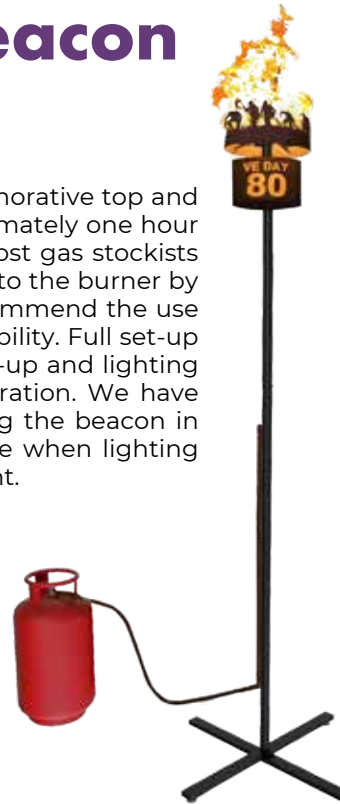 eacon
norative top and
imately one hour
ost gas stockists
to the burner by
mmend the use
bility. Full set-up
-up and lighting
ration. We have
g the beacon in
e when lighting
nt.
VE DAY
80